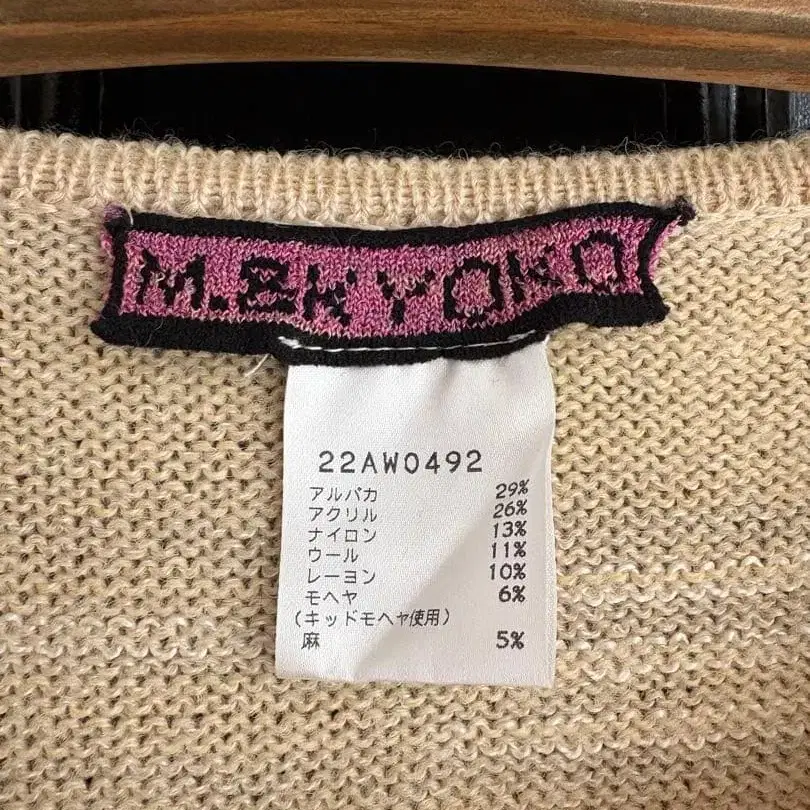 M.&KYOKO
22AW0492
アルパカ 29%
アクリル 26%
ナイロン 13%
ウール 11%
レーヨン 10%
モヘヤ 6%
(キッドモヘヤ使用)
麻 5%